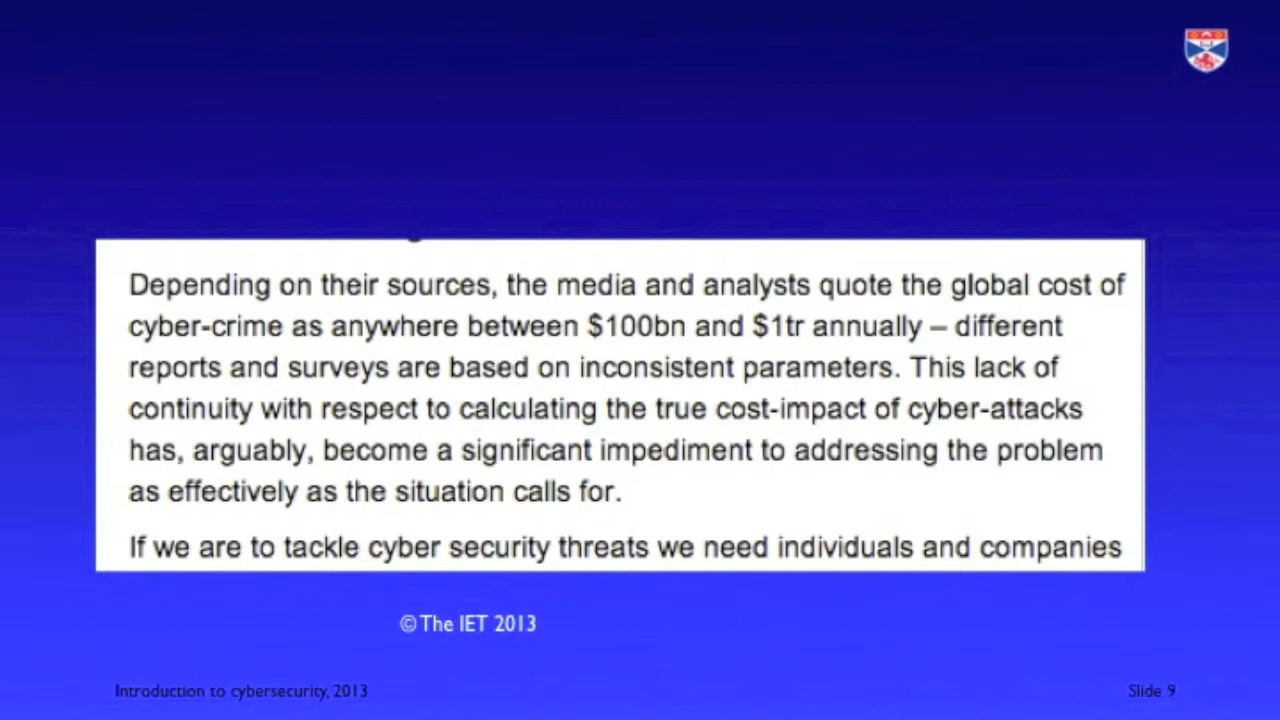 Depending on their sources, the media and analysts quote the global cost of
cyber-crime as anywhere between $100bn and $1tr annually – different
reports and surveys are based on inconsistent parameters. This lack of
continuity with respect to calculating the true cost-impact of cyber-attacks
has, arguably, become a significant impediment to addressing the problem
as effectively as the situation calls for.
If we are to tackle cyber security threats we need individuals and companies
© The IET 2013
Introduction to cybersecurity, 2013
Slide 9